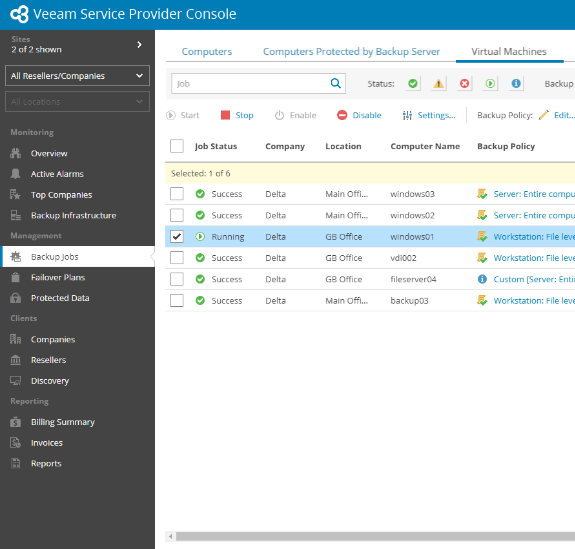 Veeam Service Provider Console
Sites
2 of 2 shown
All Resellers/Companies
All Locations
Monitoring
Overview
Active Alarms
Top Companies
Backup Infrastructure
Management
Backup Jobs
Failover Plans
Protected Data
Clients
Companies
Resellers
Discovery
Reporting
Billing Summary
Invoices
Reports
Computers Computers Protected by Backup Server Virtual Machines
Job Status: Backup
Start Stop Enable Disable Settings... Backup Policy: Edit...
Job Status Company Location Computer Name Backup Policy
Selected: 1 of 6
Success Delta Main Offi... windows03 Server: Entire compu
Success Delta Main Offi... windows02 Server: Entire compu
Running Delta GB Office windows01 Workstation: File leve
Success Delta GB Office vdi002 Workstation: File leve
Success Delta GB Office fileserver04 Custom [Server: Enti
Success Delta Main Offi... backup03 Workstation: File leve